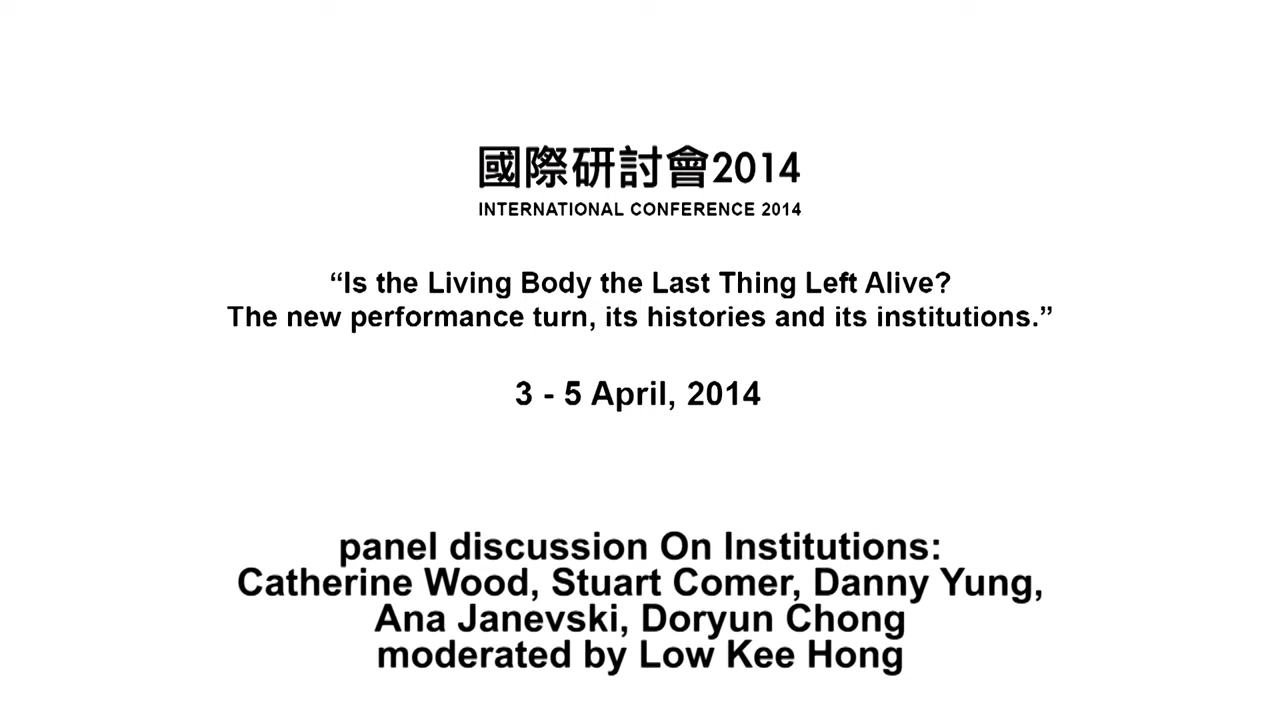 國際研討會2014
INTERNATIONAL CONFERENCE 2014
“Is the Living Body the Last Thing Left Alive?
The new performance turn, its histories and its institutions.”
3 - 5 April, 2014
panel discussion On Institutions:
Catherine Wood, Stuart Comer, Danny Yung,
Ana Janevski, Doryun Chong
moderated by Low Kee Hong